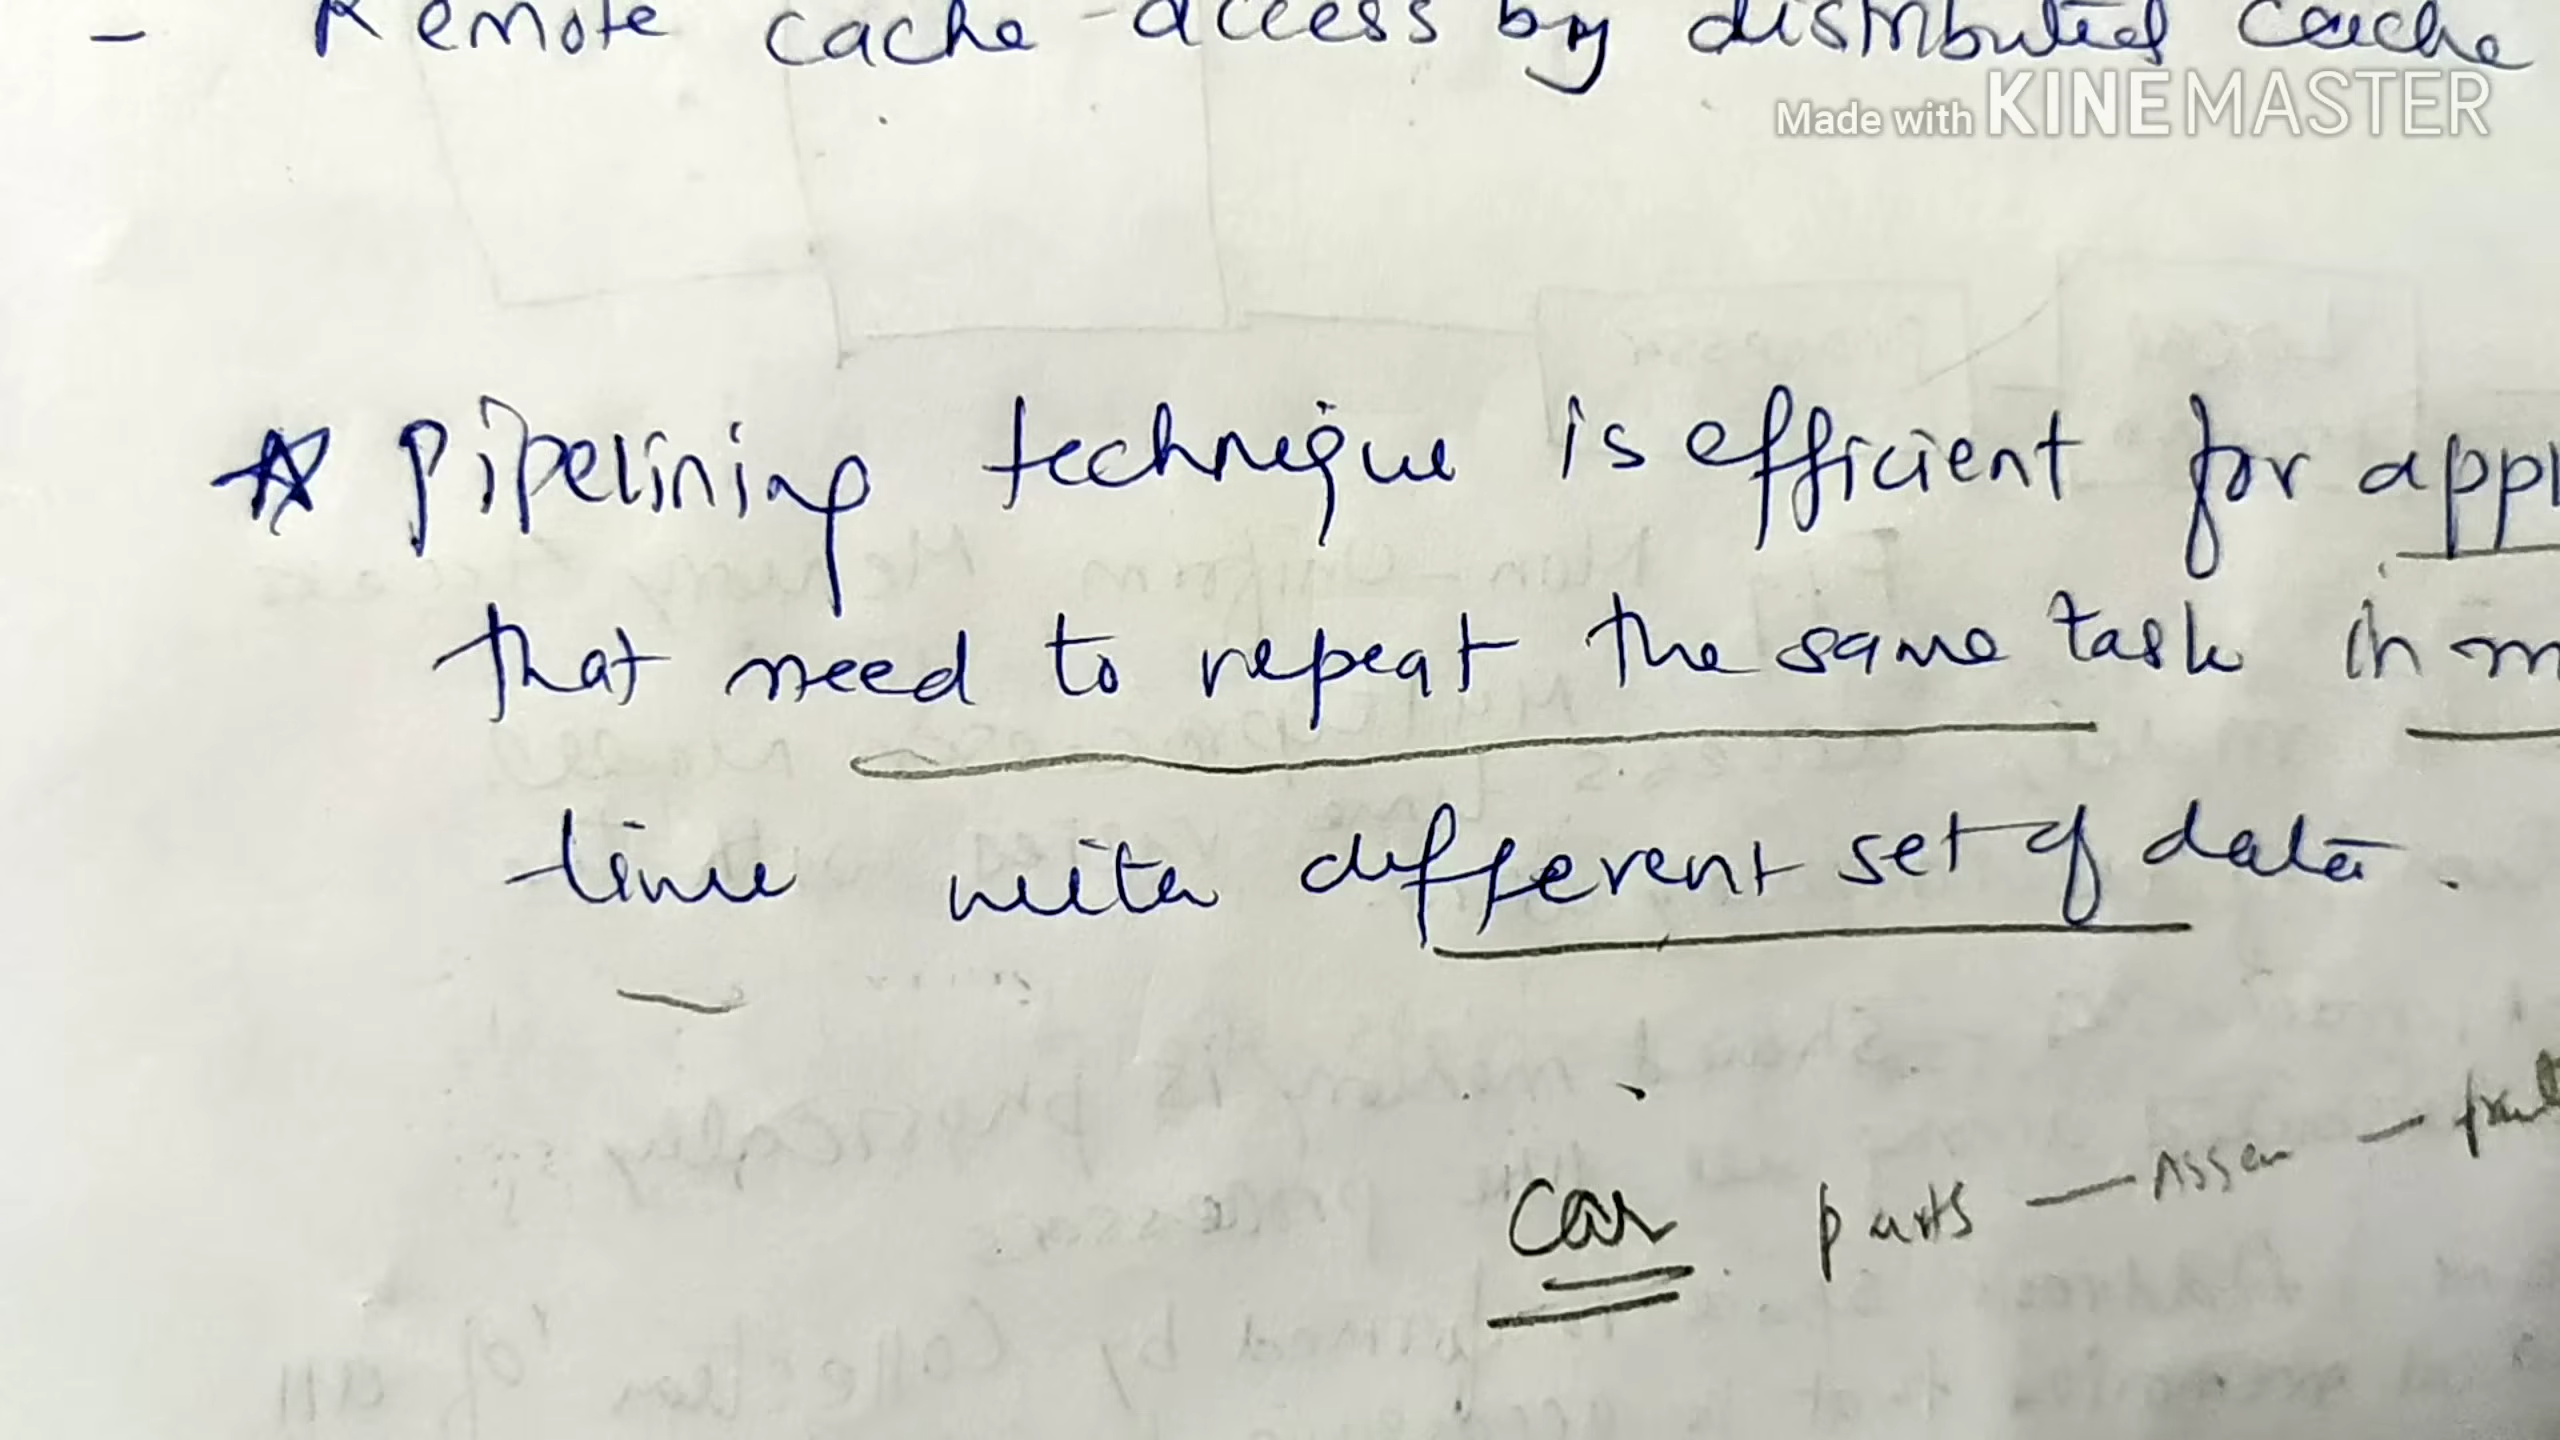 - Remote cache-access by distributed cache
Made with KINEMASTER
☆ Pipelining technique is efficient for appl
that need to repeat the same task in m
time with different set of data.
Car parts — Assem —